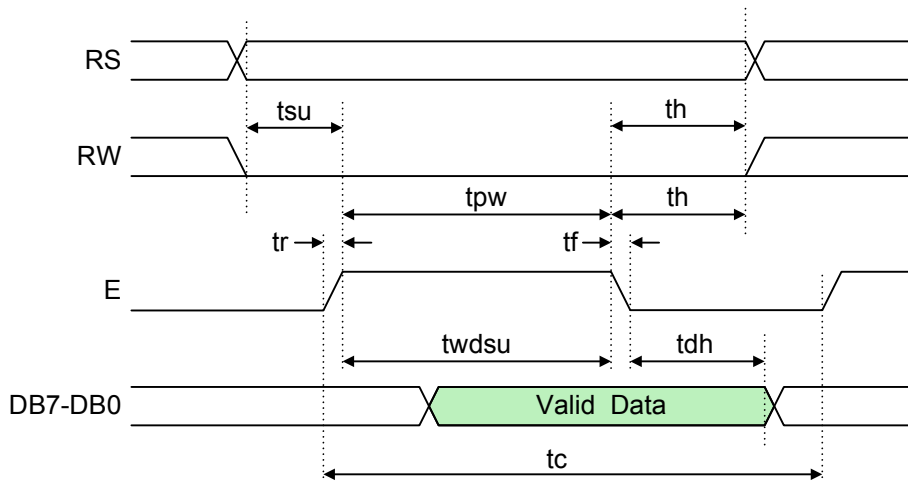 RS
tsu
th
RW
tpw
th
tr
tf
E
twdsu
tdh
DB7-DB0
Valid Data
tc